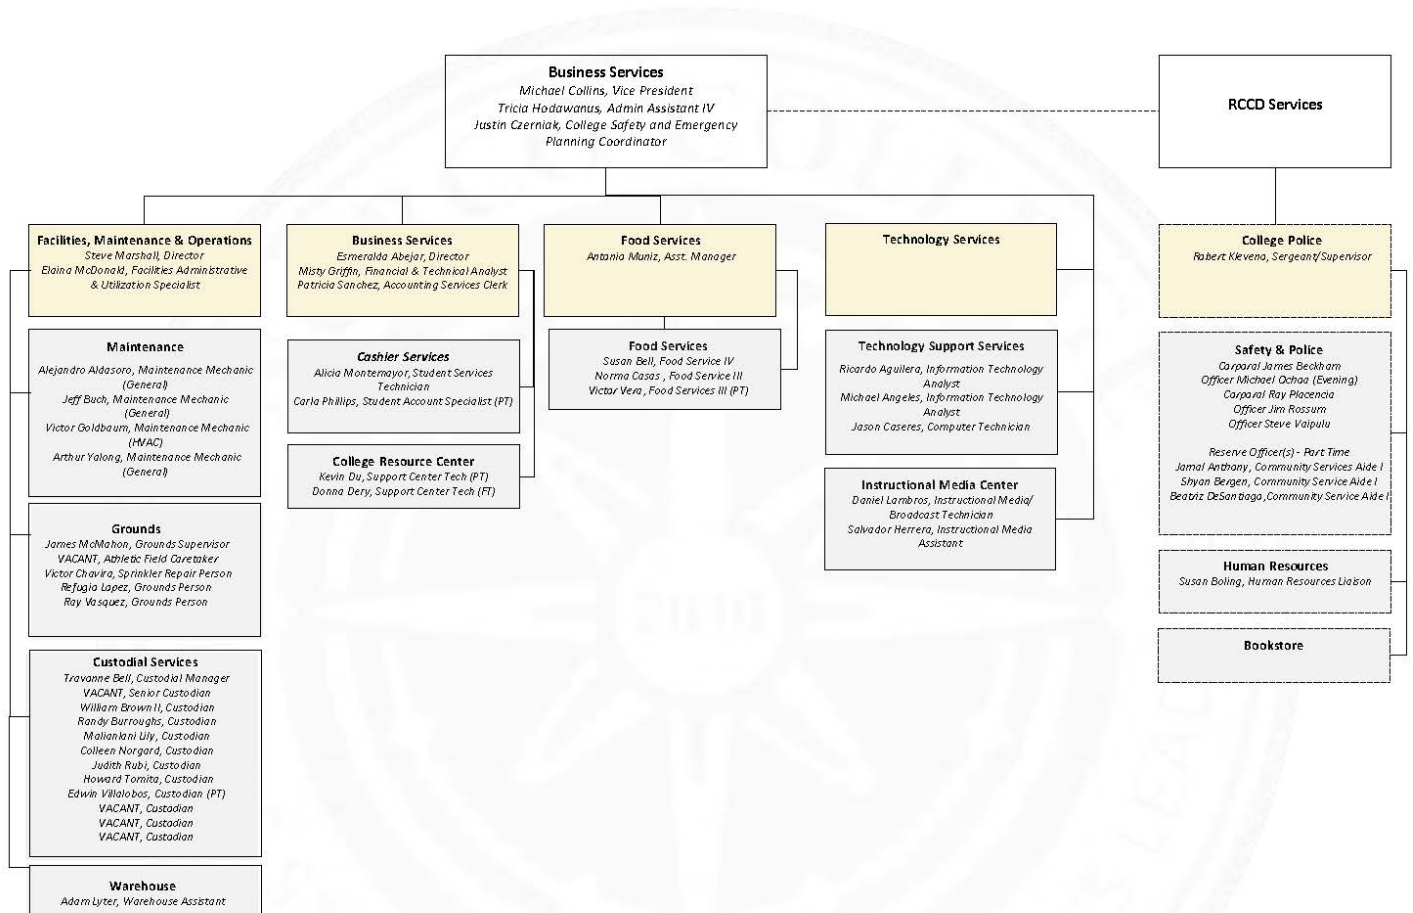 Business Services
Michael Collins, Vice President
Tricia Hodawanus, Admin Assistant IV
Justin Czerniak, College Safety and Emergency
Planning Coordinator
RCCD Services
Facilities, Maintenance & Operations
Steve Marshall, Director
Elaina McDonald, Facilities Administrative
& Utilization Specialist
Business Services
Esmeralda Abejar, Director
Misty Griffin, Financial & Technical Analyst
Patricia Sanchez, Accounting Services Clerk
Food Services
Antonia Muniz, Asst. Manager
Technology Services
College Police
Robert Klevena, Sergeant/Supervisor
Maintenance
Alejandro Aldasoro, Maintenance Mechanic
(General)
Jeff Buch, Maintenance Mechanic
(General)
Victor Goldbaum, Maintenance Mechanic
(HVAC)
Arthur Yalong, Maintenance Mechanic
(General)
Cashier Services
Alicia Montemayor, Student Services
Technician
Carla Phillips, Student Account Specialist (PT)
College Resource Center
Kevin Du, Support Center Tech (PT)
Donna Dery, Support Center Tech (FT)
Food Services
Susan Bell, Food Service IV
Norma Casas , Food Service III
Victor Vera , Food Services III (PT)
Technology Support Services
Ricardo Aguilera, Information Technology
Analyst
Michael Angeles, Information Technology
Analyst
Jason Caseres, Computer Technician
Instructional Media Center
Daniel Lambros, Instructional Media/
Broadcast Technician
Salvador Herrera, Instructional Media
Assistant
Safety & Police
Corporal James Beckham
Officer Michael Ochoa (Evening)
Corporal Ray Placencia
Officer Jim Rossum
Officer Steve Vaipulu
Reserve Officer(s) - Part Time
Jamal Anthany, Community Services Aide I
Shyan Bergen, Community Service Aide I
Beatriz DeSantiago ,Community Service Aide I
Human Resources
Susan Boling, Human Resources Liaison
Bookstore
Grounds
James McMahon, Grounds Supervisor
VACANT, Athletic Field Caretaker
Victor Chavira, Sprinkler Repair Person
Refugio Lopez, Grounds Person
Ray Vasquez, Grounds Person
Custodial Services
Travonne Bell, Custodial Manager
VACANT, Senior Custodian
William Brown II, Custodian
Randy Burroughs, Custodian
Malianlani Lily, Custodian
Colleen Norgard, Custodian
Judith Rubi, Custodian
Howard Tomita, Custodian
Edwin Villalobos, Custodian (PT)
VACANT, Custodian
VACANT, Custodian
VACANT, Custodian
Warehouse
Adam Lyter, Warehouse Assistant